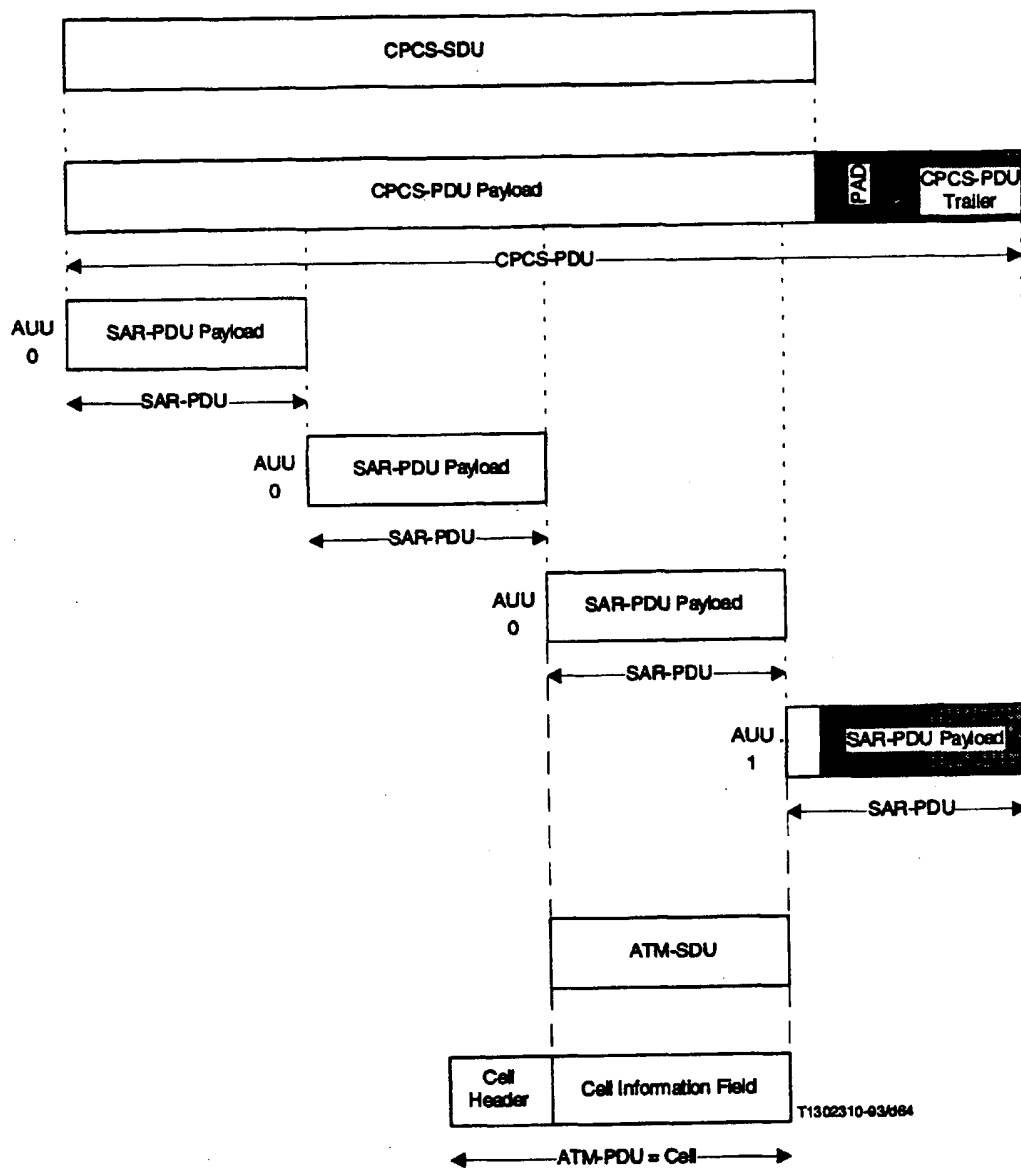 CPCS-SDU
CPCS-PDU Payload
PAD
CPCS-PDU
Trailer
CPCS-PDU
AUU
0
SAR-PDU Payload
SAR-PDU
AUU
0
SAR-PDU Payload
SAR-PDU
AUU
0
SAR-PDU Payload
SAR-PDU
AUU
1
SAR-PDU Payload
SAR-PDU
ATM-SDU
Cell
Header
Cell Information Field
T1302310-93/d64
ATM-PDU = Cell